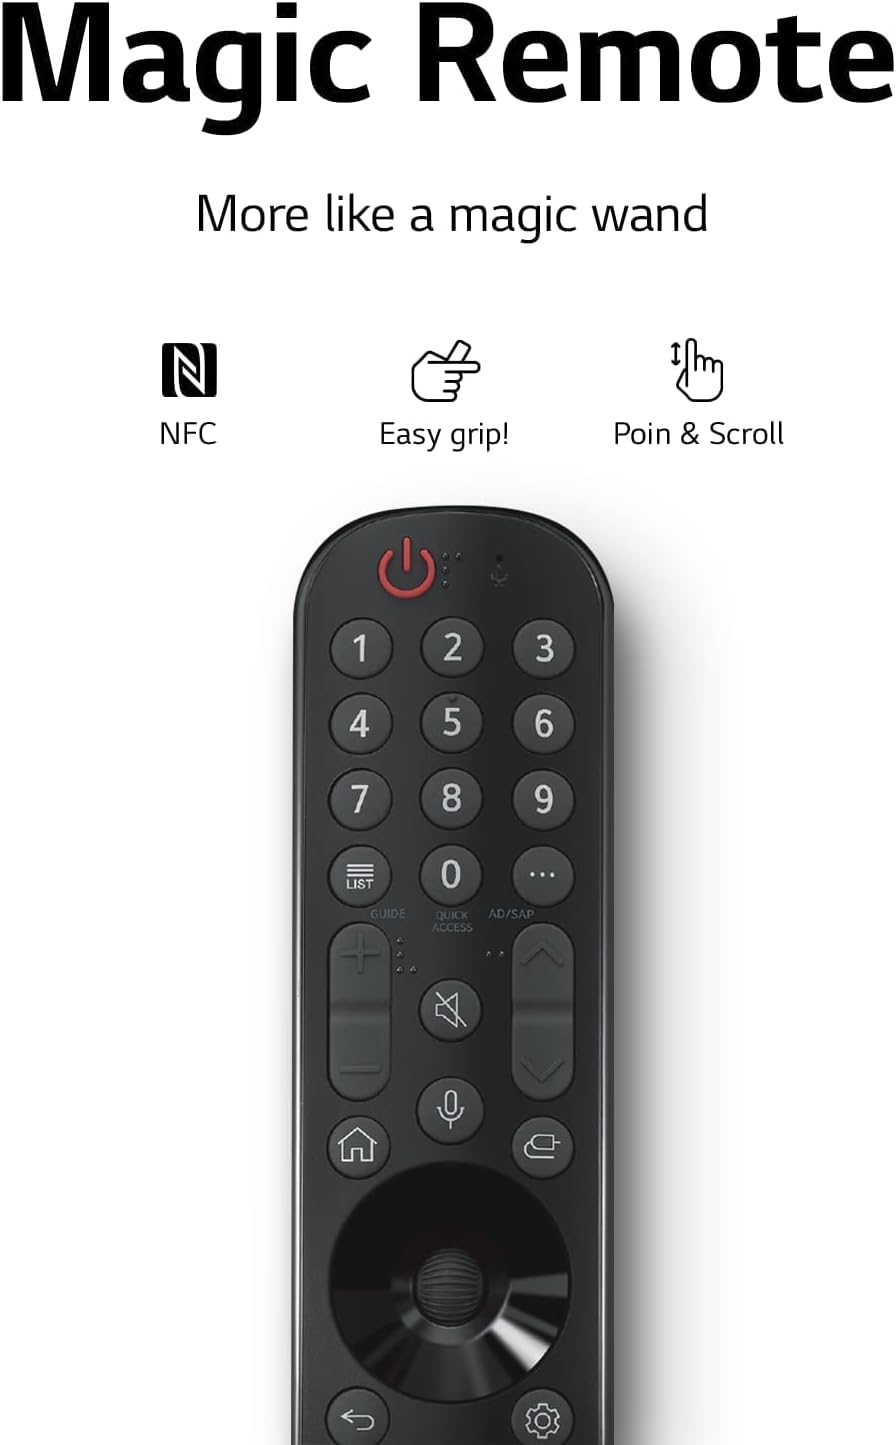 Magic Remote
More like a magic wand
NFC Easy grip! Poin & Scroll
1 2 3
4 5 6
7 8 9
LIST 0 ...
GUIDE QUICK ACCESS AD/SAP